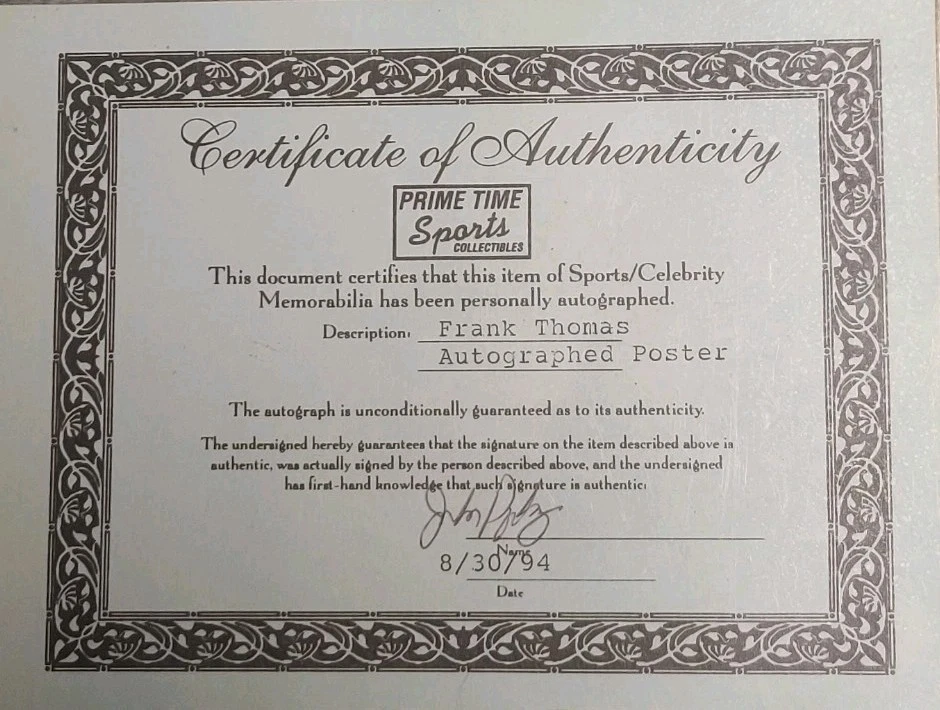 Certificate of Authenticity
PRIME TIME
Sports
COLLECTIBLES
This document certifies that this item of Sports/Celebrity
Memorabilia has been personally autographed.
Description: Frank Thomas
Autographed Poster
The autograph is unconditionally guaranteed as to its authenticity.
The undersigned hereby guarantees that the signature on the item described above is
authentic, was actually signed by the person described above, and the undersigned
has first-hand knowledge that such signature is authentic:
Name
8/30/94
Date